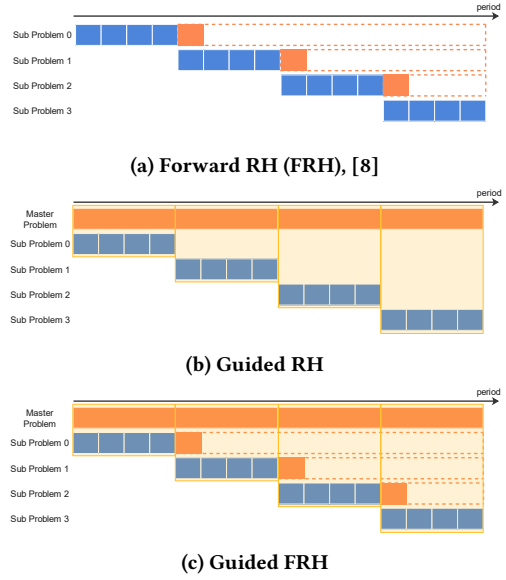 period
Sub Problem 0
Sub Problem 1
Sub Problem 2
Sub Problem 3
(a) Forward RH (FRH), [8]
period
Master
Problem
Sub Problem 0
Sub Problem 1
Sub Problem 2
Sub Problem 3
(b) Guided RH
period
Master
Problem
Sub Problem 0
Sub Problem 1
Sub Problem 2
Sub Problem 3
(c) Guided FRH